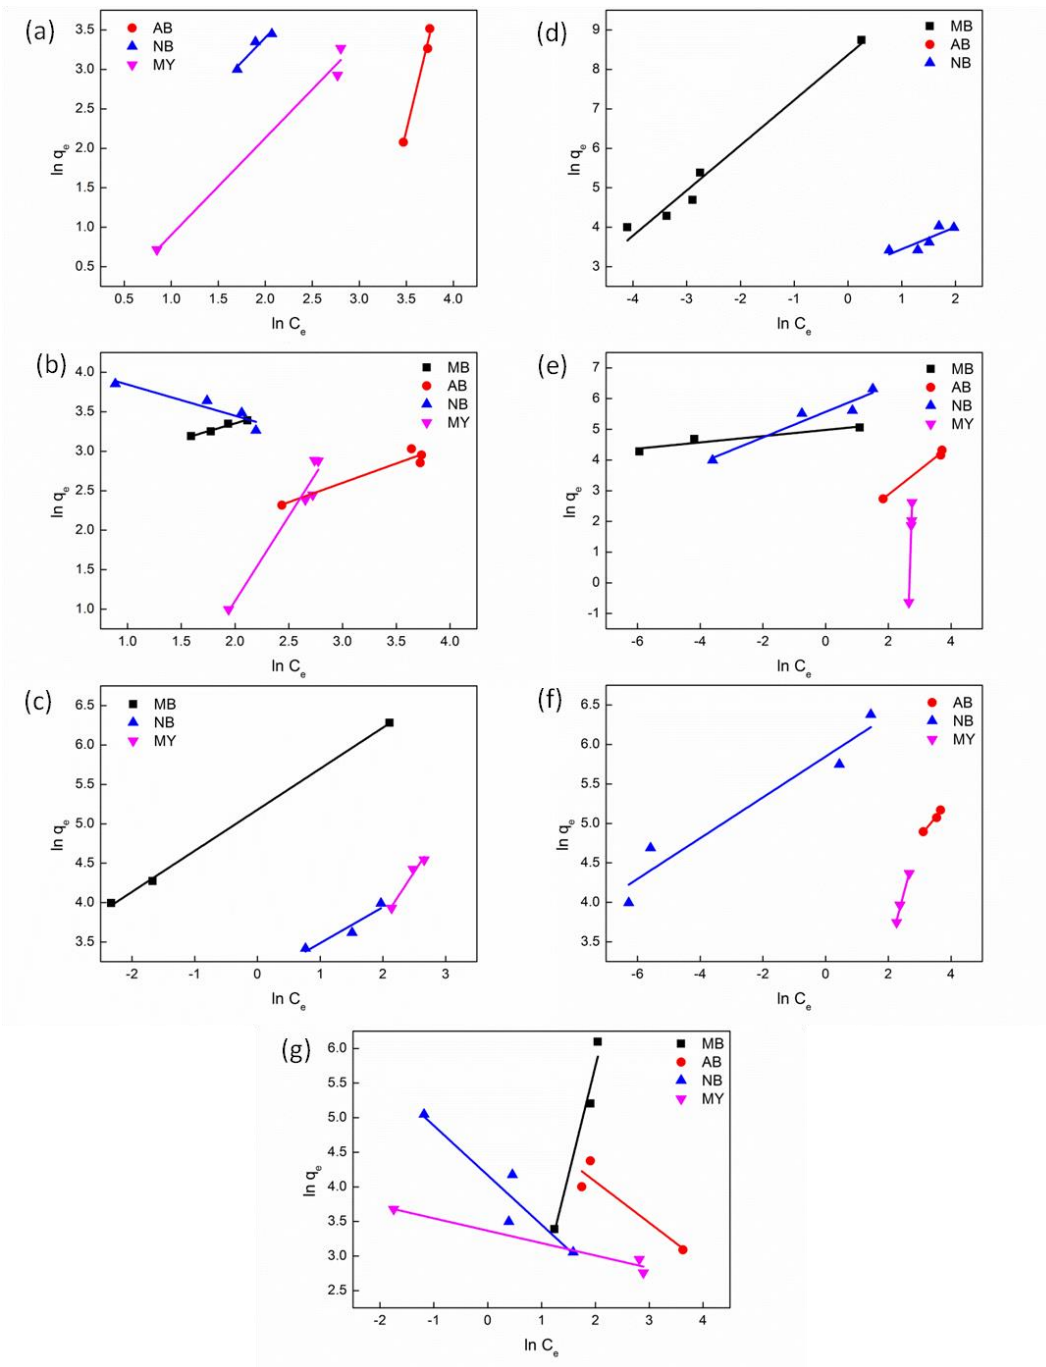 (a)
AB
NB
MY
3.5
3.0
2.5
2.0
1.5
1.0
0.5
ln qe
0.5 1.0 1.5 2.0 2.5 3.0 3.5 4.0
ln Ce
(d)
MB
AB
NB
9
8
7
6
5
4
3
ln qe
-4 -3 -2 -1 0 1 2
ln Ce
(b)
MB
AB
NB
MY
4.0
3.5
3.0
2.5
2.0
1.5
1.0
ln qe
1.0 1.5 2.0 2.5 3.0 3.5 4.0
ln Ce
(e)
MB
AB
NB
MY
7
6
5
4
3
2
1
0
-1
ln qe
-6 -4 -2 0 2 4
ln Ce
(c)
MB
NB
MY
6.5
6.0
5.5
5.0
4.5
4.0
3.5
ln qe
-2 -1 0 1 2 3
ln Ce
(f)
AB
NB
MY
6.5
6.0
5.5
5.0
4.5
4.0
3.5
ln qe
-6 -4 -2 0 2 4
ln Ce
(g)
MB
AB
NB
MY
6.0
5.5
5.0
4.5
4.0
3.5
3.0
2.5
ln qe
-2 -1 0 1 2 3 4
ln Ce